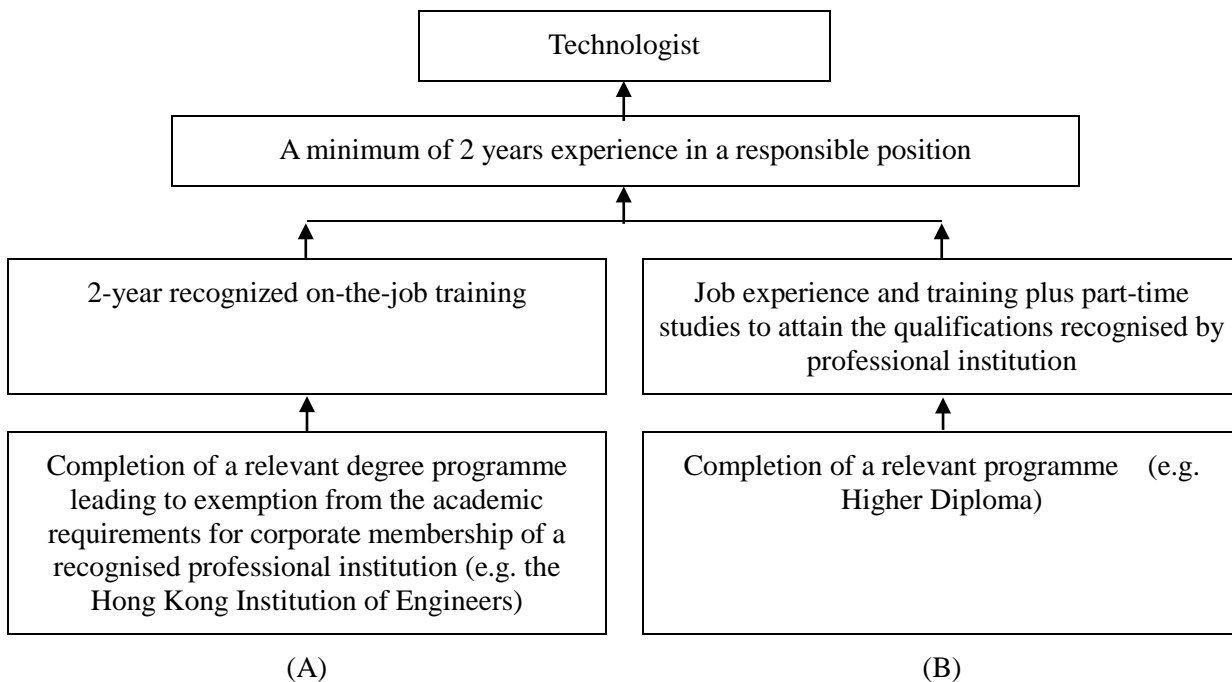 Technologist
A minimum of 2 years experience in a responsible position
2-year recognized on-the-job training
Job experience and training plus part-time
studies to attain the qualifications recognised by
professional institution
Completion of a relevant degree programme
leading to exemption from the academic
requirements for corporate membership of a
recognised professional institution (e.g. the
Hong Kong Institution of Engineers)
Completion of a relevant programme (e.g.
Higher Diploma)
(A)
(B)